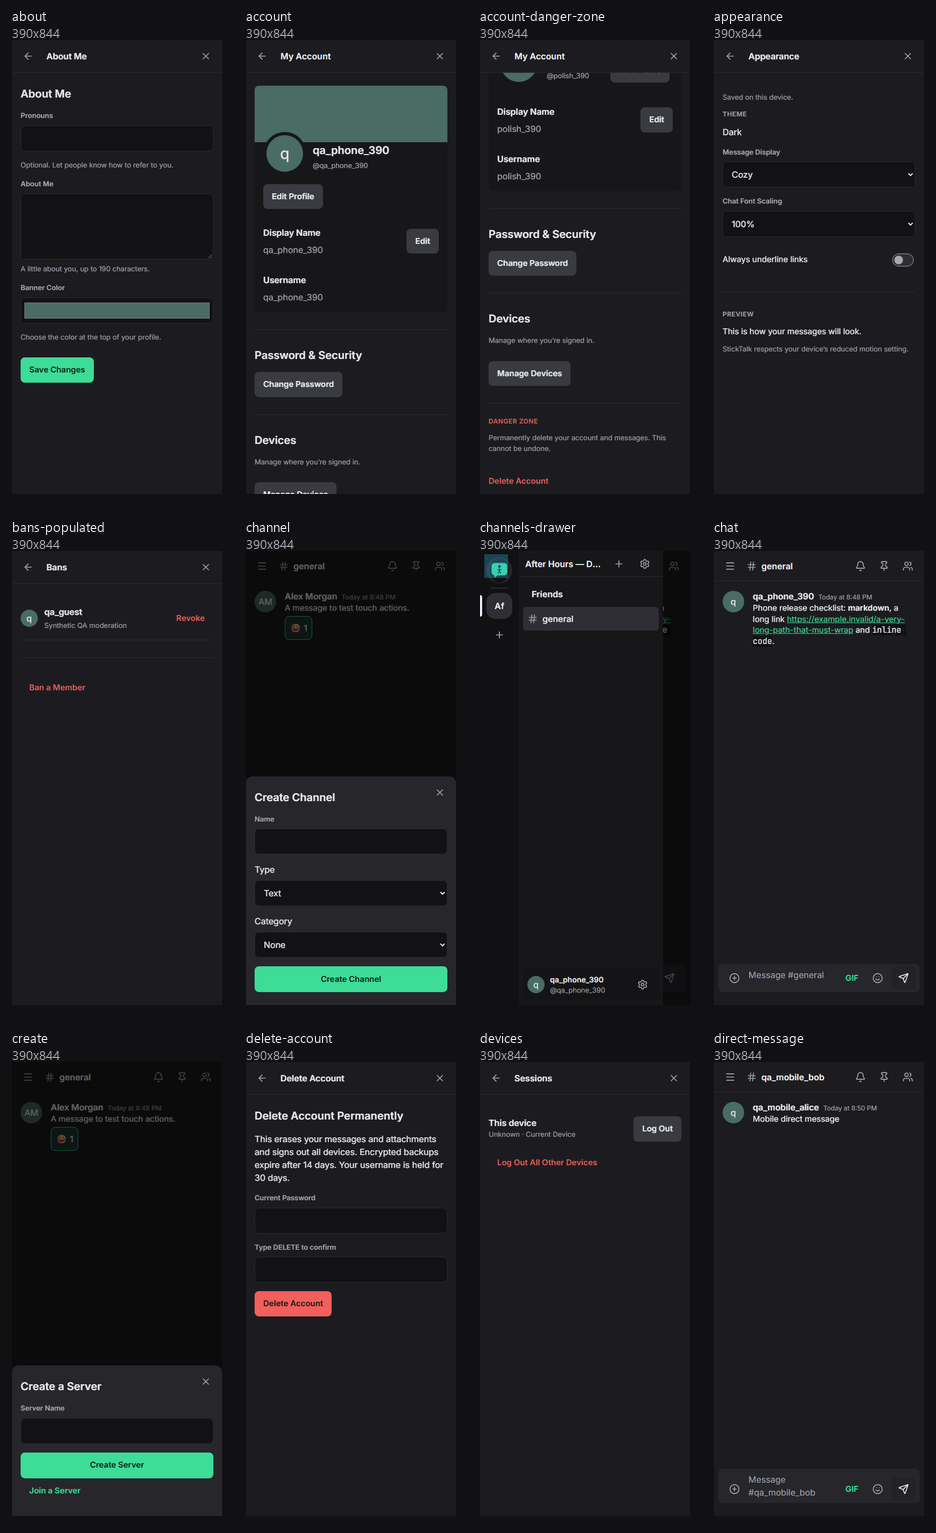 about
390x844
About Me
About Me
Pronouns
Optional. Let people know how to refer to you.
About Me
A little about you, up to 190 characters.
Banner Color
Choose the color at the top of your profile.
Save Changes
account
390x844
My Account
q
qa_phone_390
@qa_phone_390
Edit Profile
Display Name
qa_phone_390
Edit
Username
qa_phone_390
Password & Security
Change Password
Devices
Manage where you're signed in.
Manage Devices
account-danger-zone
390x844
My Account
@polish_390
Display Name
polish_390
Edit
Username
polish_390
Password & Security
Change Password
Devices
Manage where you're signed in.
Manage Devices
DANGER ZONE
Permanently delete your account and messages. This
cannot be undone.
Delete Account
appearance
390x844
Appearance
Saved on this device.
THEME
Dark
Message Display
Cozy
Chat Font Scaling
100%
Always underline links
PREVIEW
This is how your messages will look.
StickTalk respects your device's reduced motion setting.
bans-populated
390x844
Bans
q
qa_guest
Synthetic QA moderation
Revoke
Ban a Member
channel
390x844
# general
AM
Alex Morgan Today at 8:48 PM
A message to test touch actions.
1
Create Channel
Name
Type
Text
Category
None
Create Channel
channels-drawer
390x844
After Hours — D...
Af
Friends
# general
q
qa_phone_390
@qa_phone_390
chat
390x844
# general
q
qa_phone_390 Today at 8:48 PM
Phone release checklist: markdown, a
long link https://example.invalid/a-very-
long-path-that-must-wrap and inline
code.
Message #general
GIF
create
390x844
# general
AM
Alex Morgan Today at 8:48 PM
A message to test touch actions.
1
Create a Server
Server Name
Create Server
Join a Server
delete-account
390x844
Delete Account
Delete Account Permanently
This erases your messages and attachments
and signs out all devices. Encrypted backups
expire after 14 days. Your username is held for
30 days.
Current Password
Type DELETE to confirm
Delete Account
devices
390x844
Sessions
This device
Unknown · Current Device
Log Out
Log Out All Other Devices
direct-message
390x844
# qa_mobile_bob
q
qa_mobile_alice Today at 8:50 PM
Mobile direct message
Message
#qa_mobile_bob
GIF